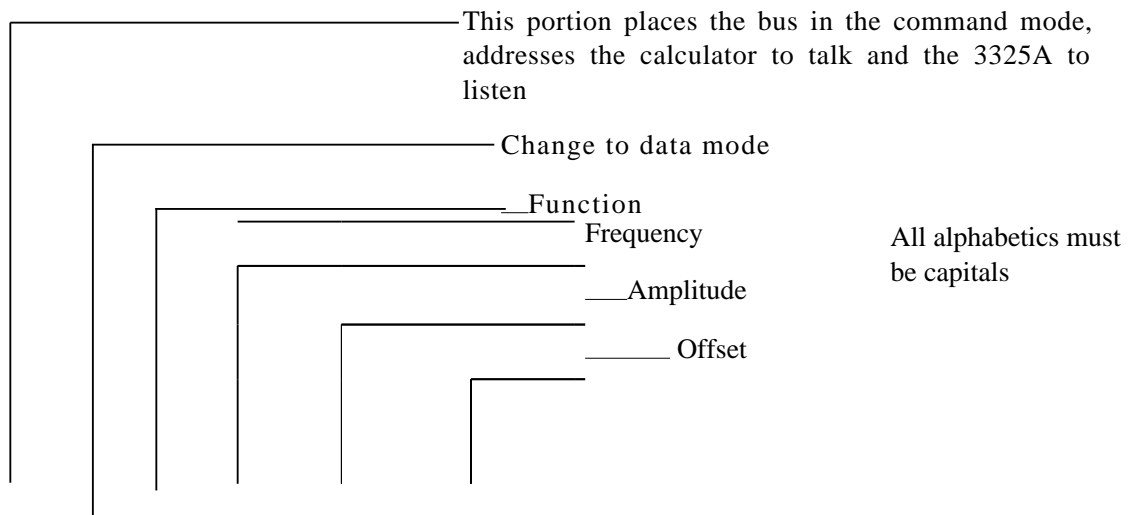 This portion places the bus in the command mode,
addresses the calculator to talk and the 3325A to
listen
Change to data mode
Function
Frequency
All alphabetics must
be capitals
Amplitude
Offset